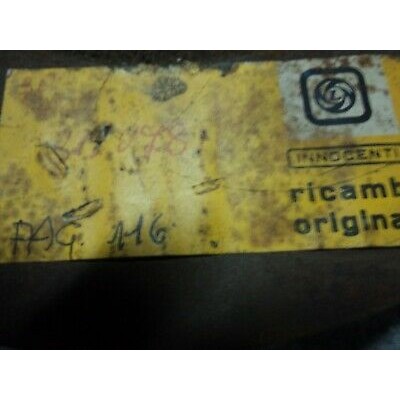 L
INNOCENTI
ricamb
origina
PAG. 116